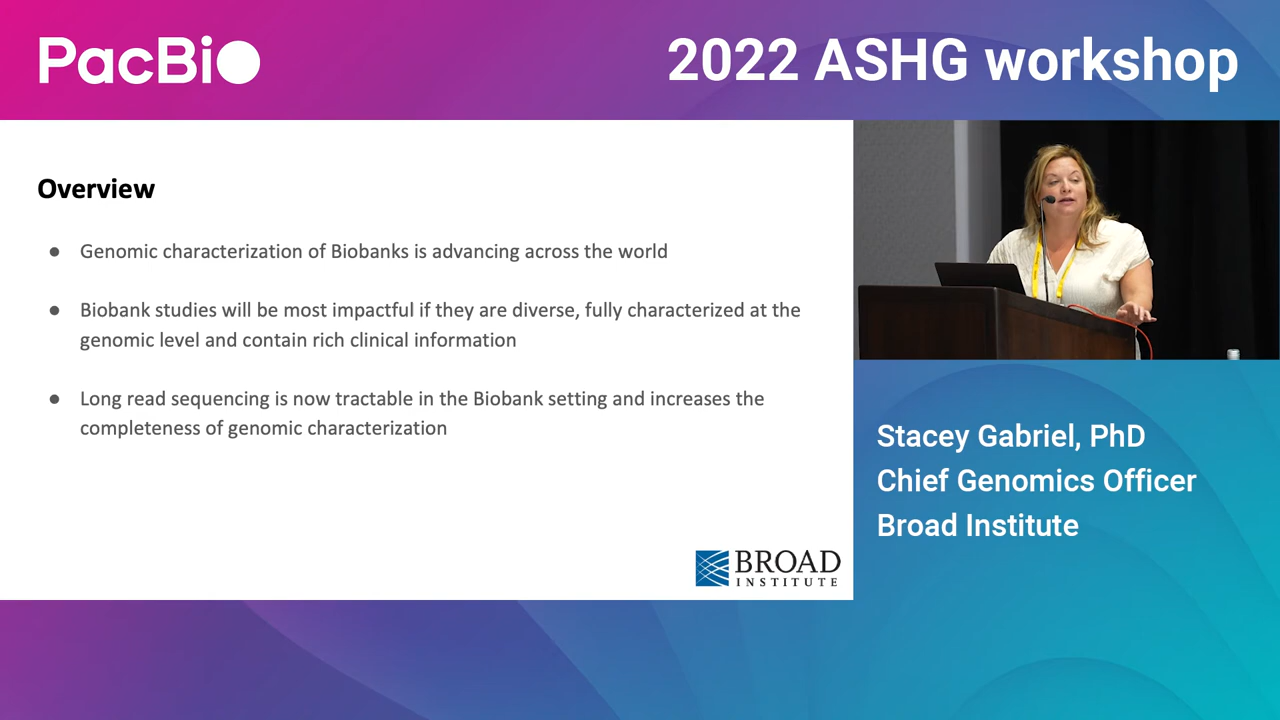 PacBio
2022 ASHG workshop
Overview
● Genomic characterization of Biobanks is advancing across the world
● Biobank studies will be most impactful if they are diverse, fully characterized at the
genomic level and contain rich clinical information
● Long read sequencing is now tractable in the Biobank setting and increases the
completeness of genomic characterization
BROAD
INSTITUTE
Stacey Gabriel, PhD
Chief Genomics Officer
Broad Institute